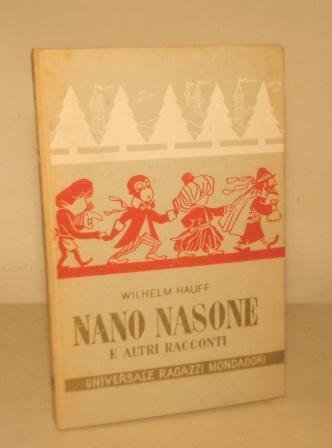 WILHELM HAUFF
NANO NASONE
E ALTRI RACCONTI
UNIVERSALE RAGAZZI MONDADORI